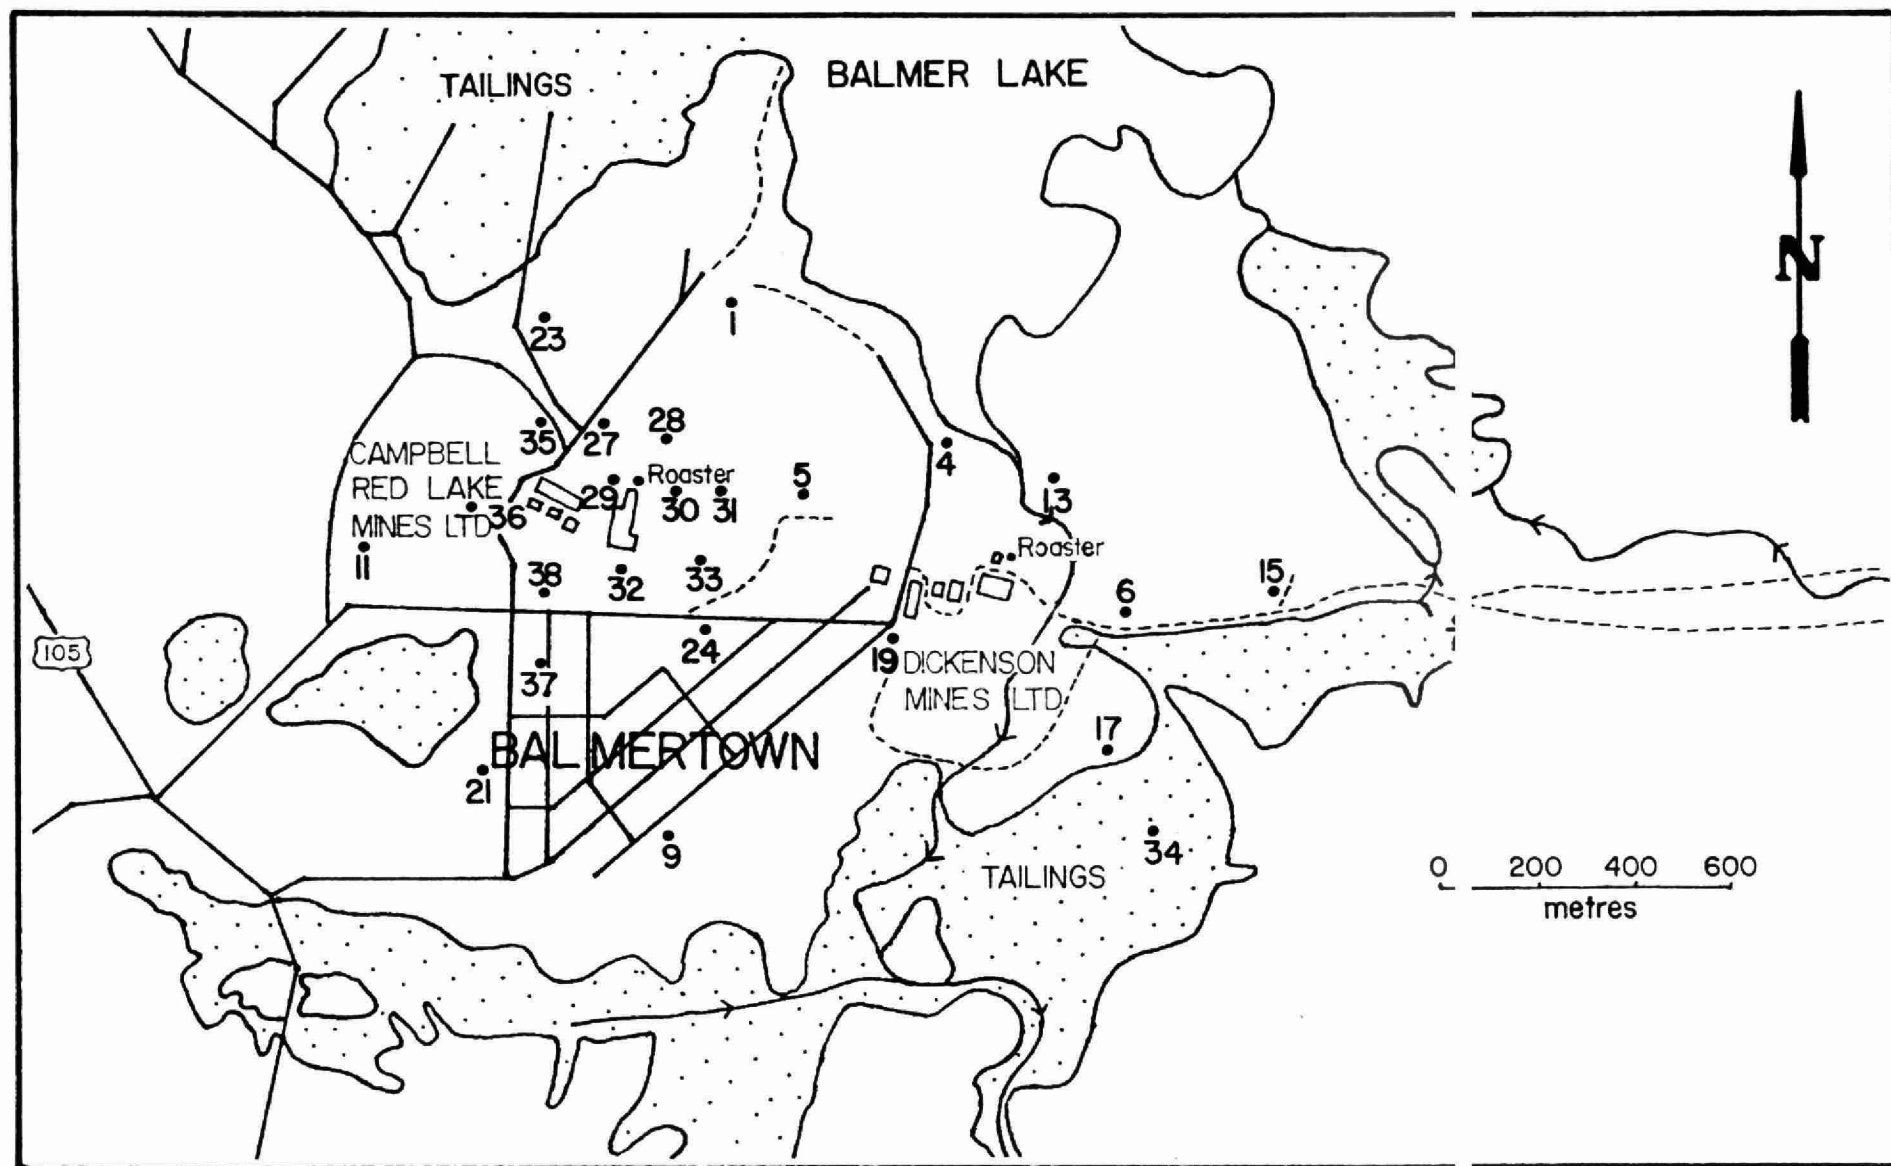 TAILINGS
BALMER LAKE
N
1
23
35
27
28
4
CAMPBELL
RED LAKE
MINES LTD
Roaster
29
30
31
5
36
13
11
38
32
33
Roaster
6
15
105
24
19
37
DICKENSON
MINES LTD
17
BALMERTOWN
21
9
34
TAILINGS
0 200 400 600
metres